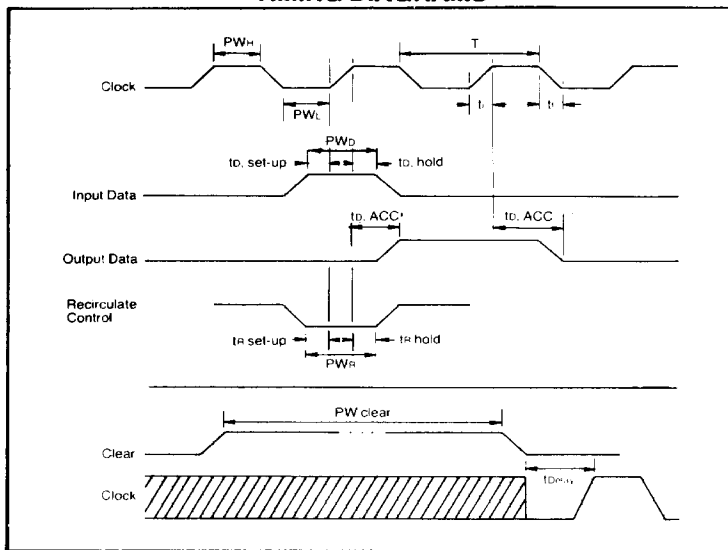 PWH
T
Clock
PWL
tr
PWD
tD, set-up
tD, hold
Input Data
tD, ACC
tD, ACC
Output Data
Recirculate
Control
tR set-up
tR hold
PWR
PW clear
Clear
Clock